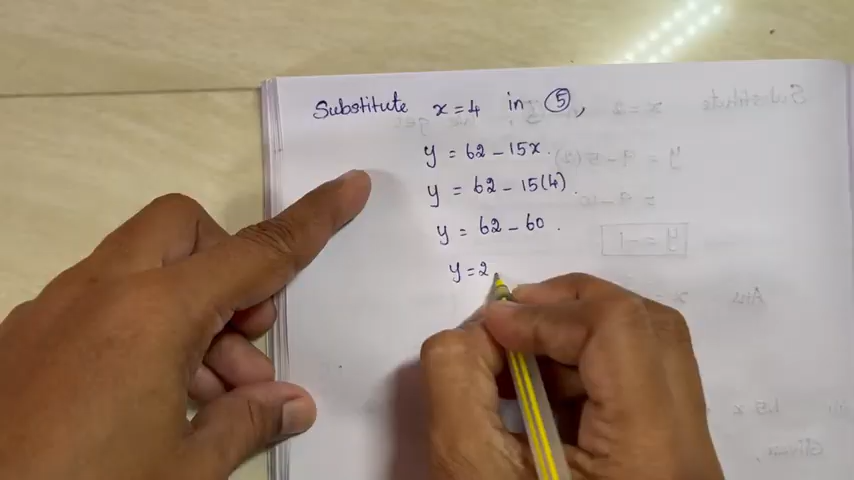 Substitute x = 4 in ⑤,
y = 62 - 15x.
y = 62 - 15(4).
y = 62 - 60.
y = 2